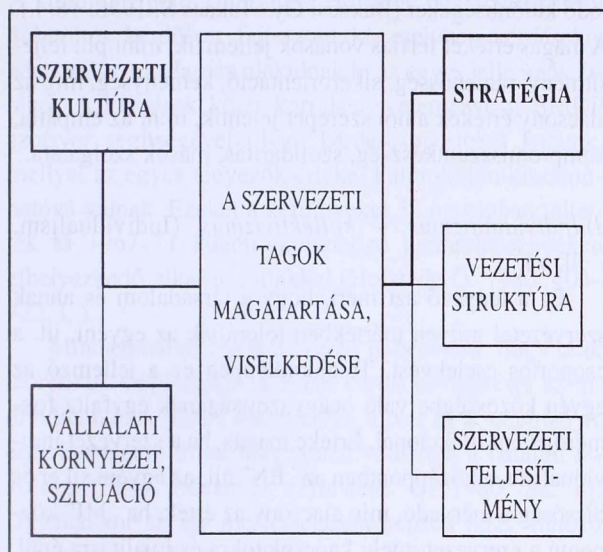 SZERVEZETI
KULTÚRA
VÁLLALATI
KÖRNYEZET,
SZITUÁCIÓ
A SZERVEZETI
TAGOK
MAGATARTÁSA,
VISELKEDÉSE
STRATÉGIA
VEZETÉSI
STRUKTÚRA
SZERVEZETI
TELJESÍT-
MÉNY